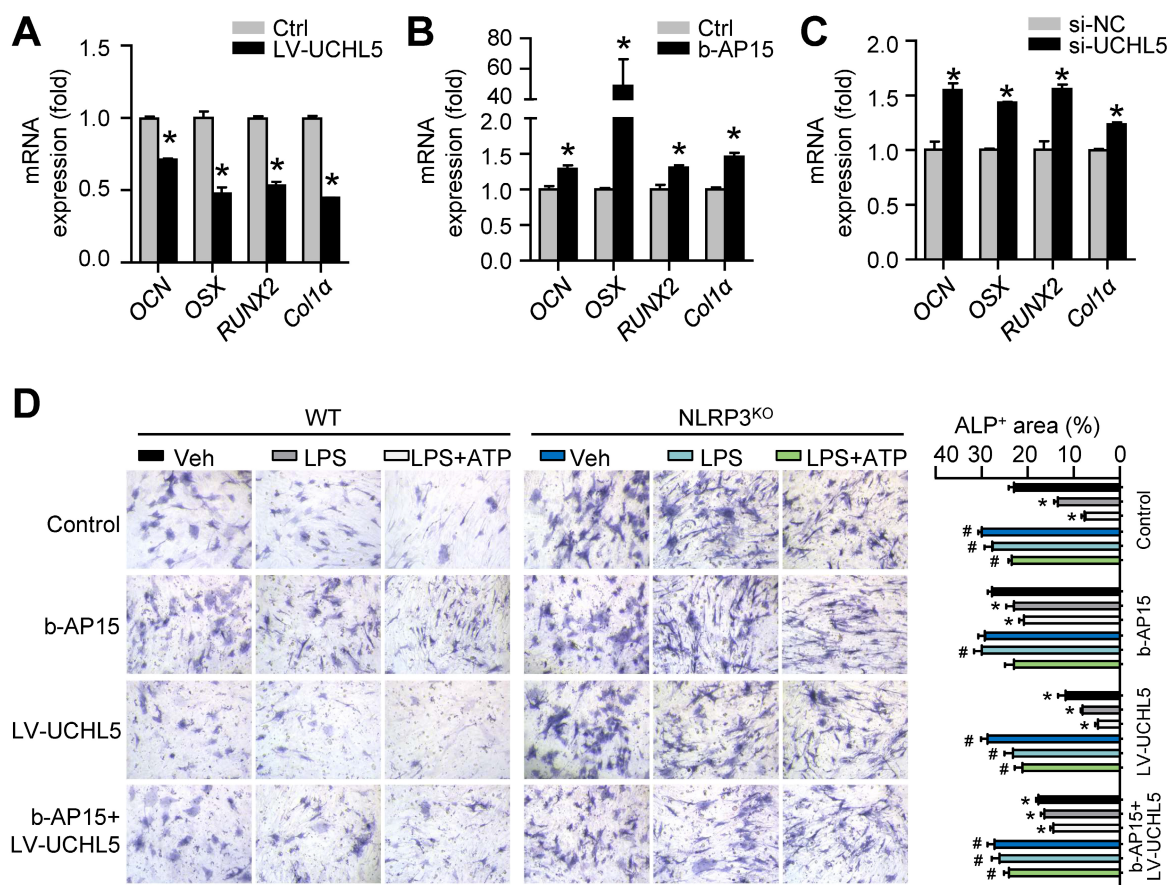 A
Ctrl
LV-UCHL5
mRNA
expression (fold)
1.5
1.0
0.5
0.0
OCN
OSX
RUNX2
Col1α
*
*
*
*
B
Ctrl
b-AP15
mRNA
expression (fold)
80
60
40
2.0
1.5
1.0
0.5
0.0
OCN
OSX
RUNX2
Col1α
*
*
*
*
C
si-NC
si-UCHL5
mRNA
expression (fold)
2.0
1.5
1.0
0.5
0.0
OCN
OSX
RUNX2
Col1α
*
*
*
*
D
WT
NLRP3KO
Veh
LPS
LPS+ATP
Veh
LPS
LPS+ATP
Control
b-AP15
LV-UCHL5
b-AP15+
LV-UCHL5
ALP+ area (%)
40 30 20 10 0
*
*
#
#
#
Control
*
*
#
b-AP15
*
*
*
#
#
#
LV-UCHL5
*
*
*
#
#
#
b-AP15+
LV-UCHL5